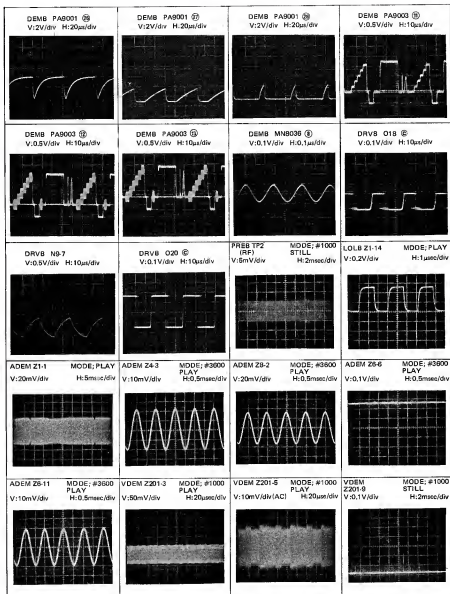 DEMB PA9001 ㉖
V:2V/div H:20μs/div
DEMB PA9001 ㉗
V:2V/div H:20μs/div
DEMB PA9001 ㉘
V:2V/div H:20μs/div
DEMB PA9003 ⑪
V:0.5V/div H:10μs/div
DEMB PA9003 ⑫
V:0.5V/div H:10μs/div
DEMB PA9003 ⑬
V:0.5V/div H:10μs/div
DEMB MN8036 ⑧
V:0.1V/div H:0.1μs/div
DRVB Q18 Ⓒ
V:0.1V/div H:10μs/div
DRVB N9-7
V:0.5V/div H:10μs/div
DRVB Q20 Ⓒ
V:0.1V/div H:10μs/div
PREB TP2 MODE; #1000
(RF) STILL
V:5mV/div H:2msec/div
LOLB Z1-14 MODE; PLAY
V:0.2V/div H:1μsec/div
ADEM Z1-1 MODE; PLAY
V:20mV/div H:5msec/div
ADEM Z4-3 MODE; #3600
PLAY
V:10mV/div H:0.5msec/div
ADEM Z8-2 MODE; #3600
PLAY
V:20mV/div H:0.5msec/div
ADEM Z6-6 MODE; #3600
PLAY
V:0.1V/div H:0.5msec/div
ADEM Z6-11 MODE; #3600
PLAY
V:10mV/div H:0.5msec/div
VDEM Z201-3 MODE; #1000
PLAY
V:50mV/div H:20μsec/div
VDEM Z201-5 MODE; #1000
PLAY
V:10mV/div(AC) H:20μsec/div
VDEM MODE; #1000
Z201-9 STILL
V:0.1V/div H:2msec/div